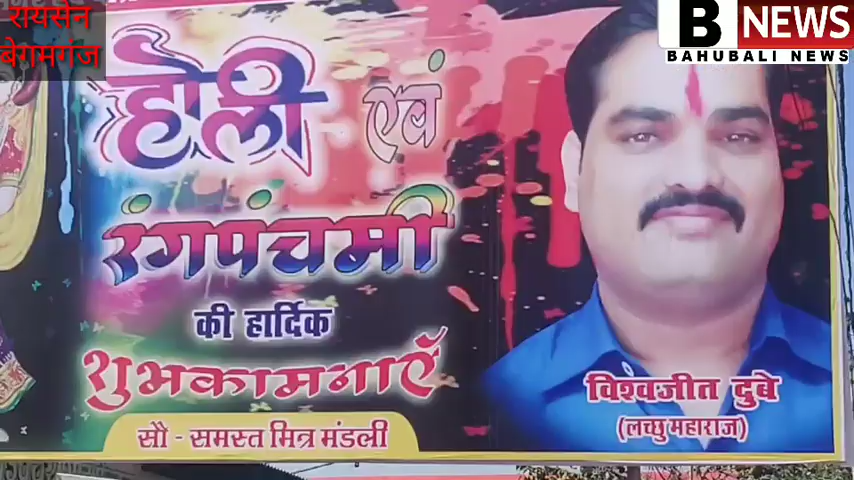 रायसेन
बेगमगंज
B NEWS
BAHUBALI NEWS
होली एवं
रंगपंचमी
की हार्दिक
शुभकामनाएँ
सौ - समस्त मित्र मंडली
विश्वजीत दुबे
(लच्छु महाराज)